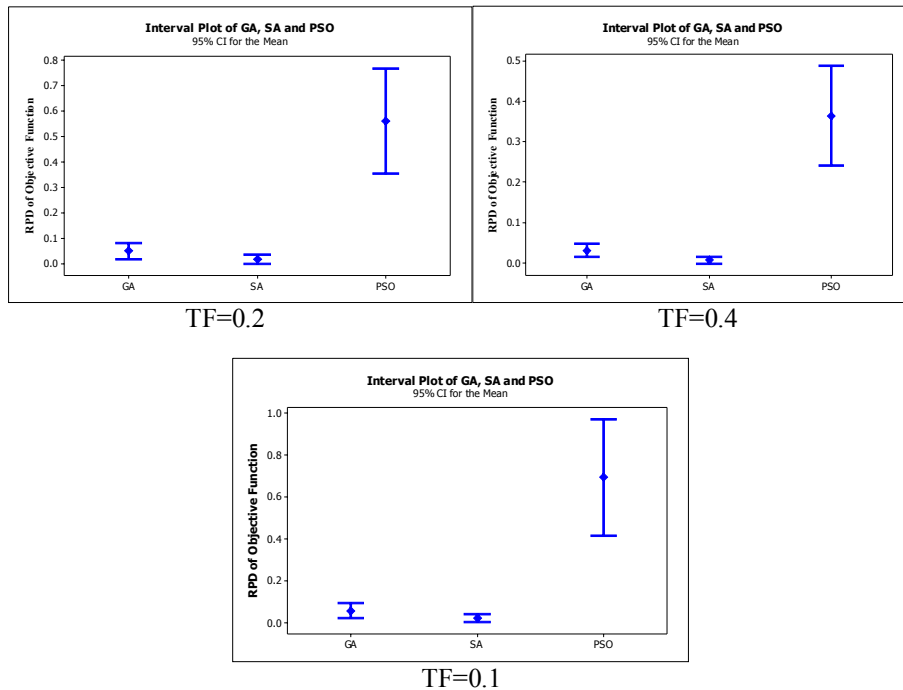 Interval Plot of GA, SA and PSO
95% CI for the Mean
RPD of Objective Function
0.8
0.7
0.6
0.5
0.4
0.3
0.2
0.1
0.0
GA SA PSO
TF=0.2
Interval Plot of GA, SA and PSO
95% CI for the Mean
RPD of Objective Function
0.5
0.4
0.3
0.2
0.1
0.0
GA SA PSO
TF=0.4
Interval Plot of GA, SA and PSO
95% CI for the Mean
RPD of Objective Function
1.0
0.8
0.6
0.4
0.2
0.0
GA SA PSO
TF=0.1